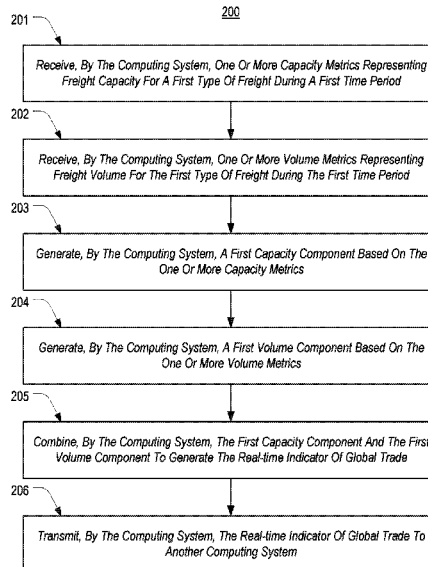 200
201
Receive, By The Computing System, One Or More Capacity Metrics Representing
Freight Capacity For A First Type Of Freight During A First Time Period
202
Receive, By The Computing System, One Or More Volume Metrics Representing
Freight Volume For The First Type Of Freight During The First Time Period
203
Generate, By The Computing System, A First Capacity Component Based On The
One Or More Capacity Metrics
204
Generate, By The Computing System, A First Volume Component Based On The
One Or More Volume Metrics
205
Combine, By The Computing System, The First Capacity Component And The First
Volume Component To Generate The Real-time Indicator Of Global Trade
206
Transmit, By The Computing System, The Real-time Indicator Of Global Trade To
Another Computing System